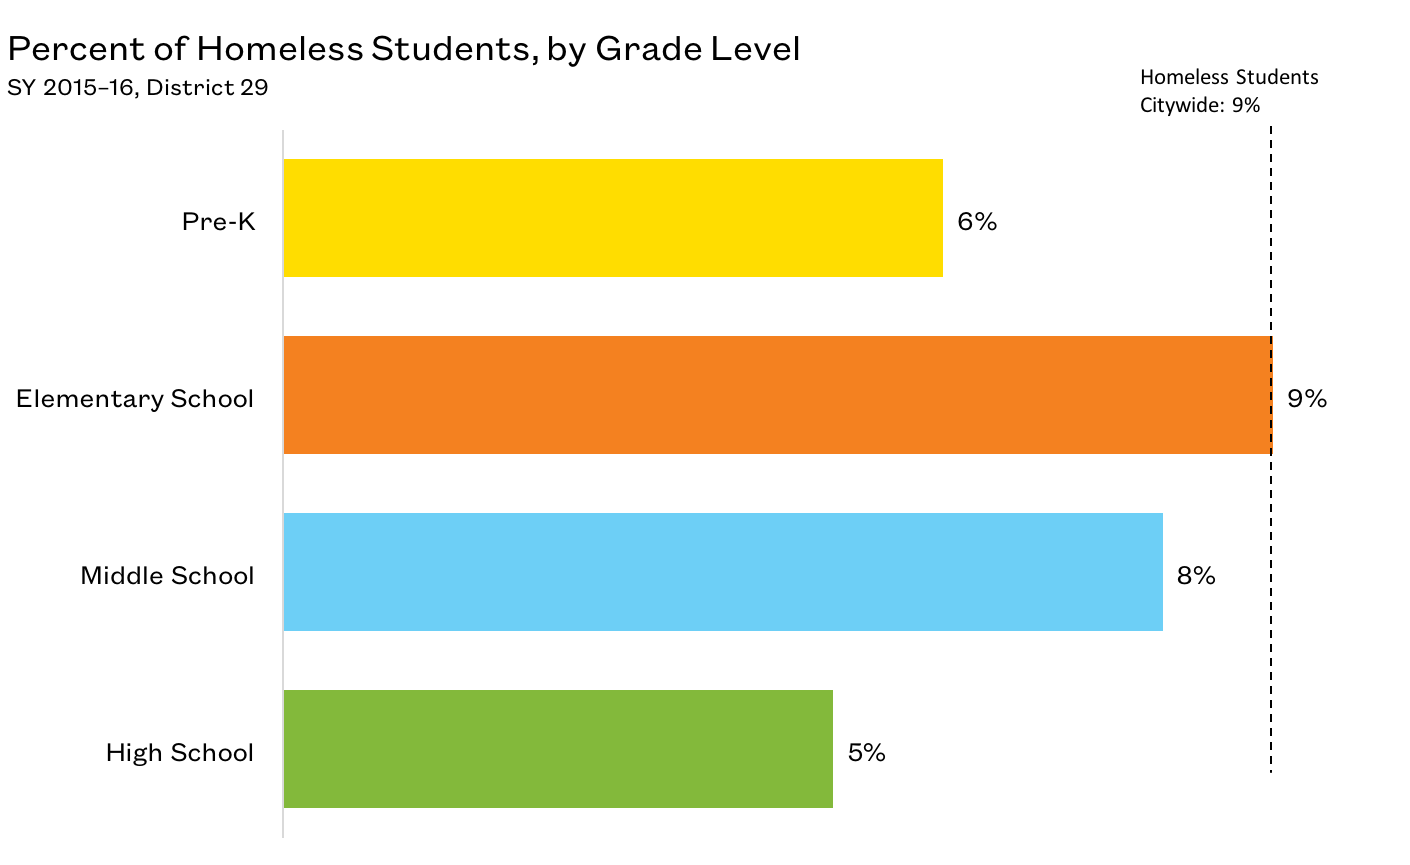 Percent of Homeless Students, by Grade Level
SY 2015–16, District 29
Homeless Students
Citywide: 9%
Pre-K
6%
Elementary School
9%
Middle School
8%
High School
5%